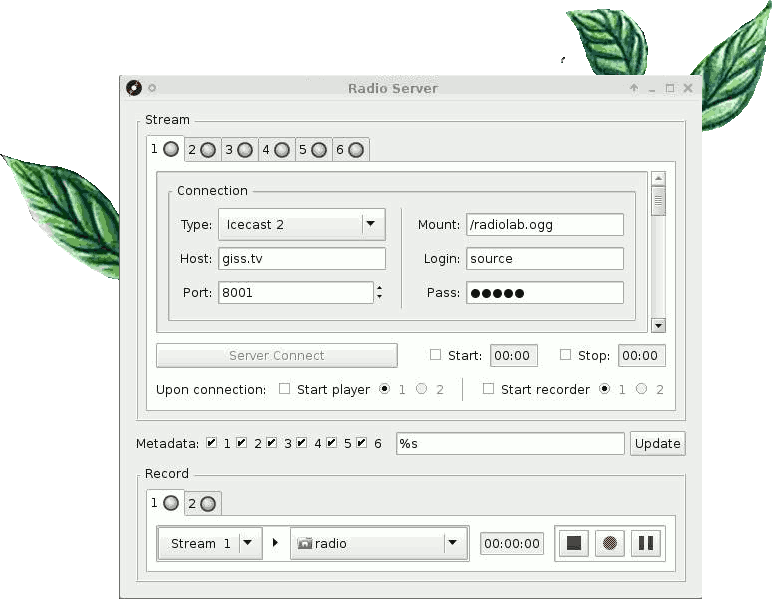 Radio Server
Stream
1 2 3 4 5 6
Connection
Type: Icecast 2 Mount: /radiolab.ogg
Host: giss.tv Login: source
Port: 8001 Pass: ●●●●●
Server Connect Start: 00:00 Stop: 00:00
Upon connection: Start player 1 2 Start recorder 1 2
Metadata: 1 2 3 4 5 6 %s Update
Record
1 2
Stream 1 radio 00:00:00